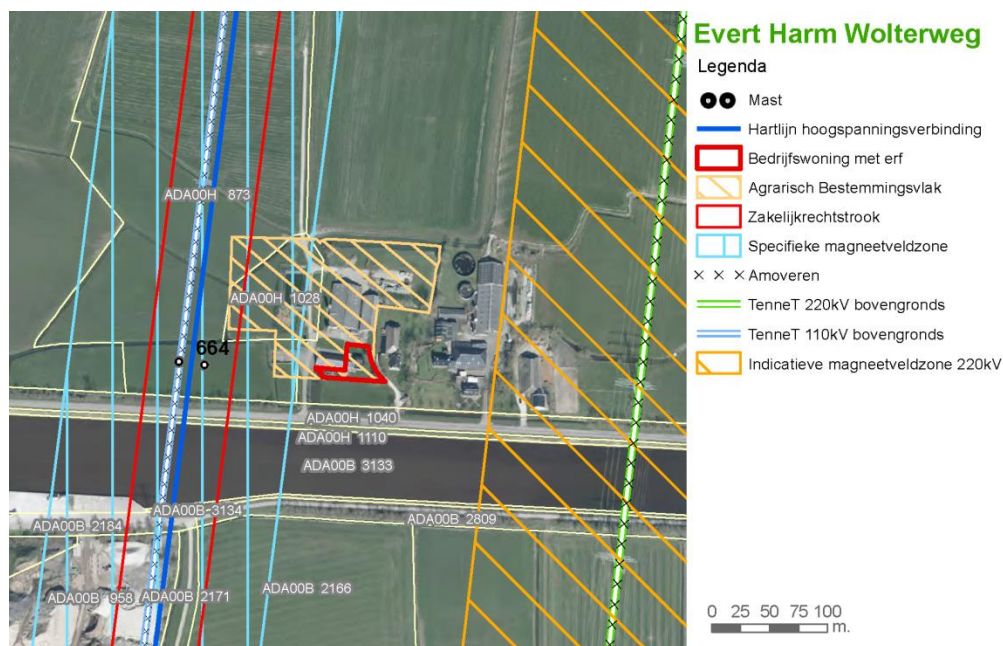 Evert Harm Wolterweg
Legenda
Mast
Hartlijn hoogspanningsverbinding
Bedrijfswoning met erf
Agrarisch Bestemmingsvlak
Zakelijkrechtstrook
Specifieke magneetveldzone
Amoveren
TenneT 220kV bovengronds
TenneT 110kV bovengronds
Indicatieve magneetveldzone 220kV
0 25 50 75 100
m.
ADA00H 873
ADA00H 1028
664
ADA00H 1040
ADA00H 1110
ADA00B 3133
ADA00B 3134
ADA00B 2184
ADA00B 2809
ADA00B 958
ADA00B 2171
ADA00B 2166